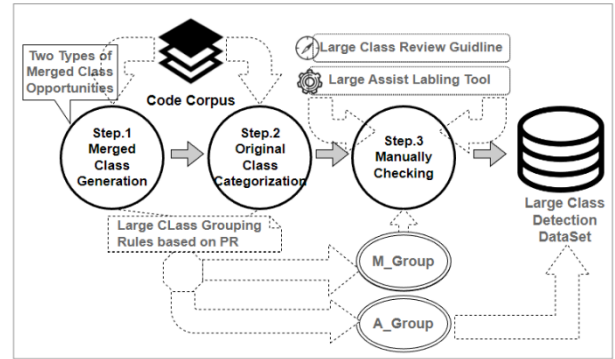 Two Types of
Merged Class
Opportunities
Code Corpus
Large Class Review Guidline
Large Assist Labling Tool
Step.1
Merged
Class
Generation
Step.2
Original
Class
Categorization
Step.3
Manually
Checking
Large Class
Detection
DataSet
Large CLass Grouping
Rules based on PR
M_Group
A_Group